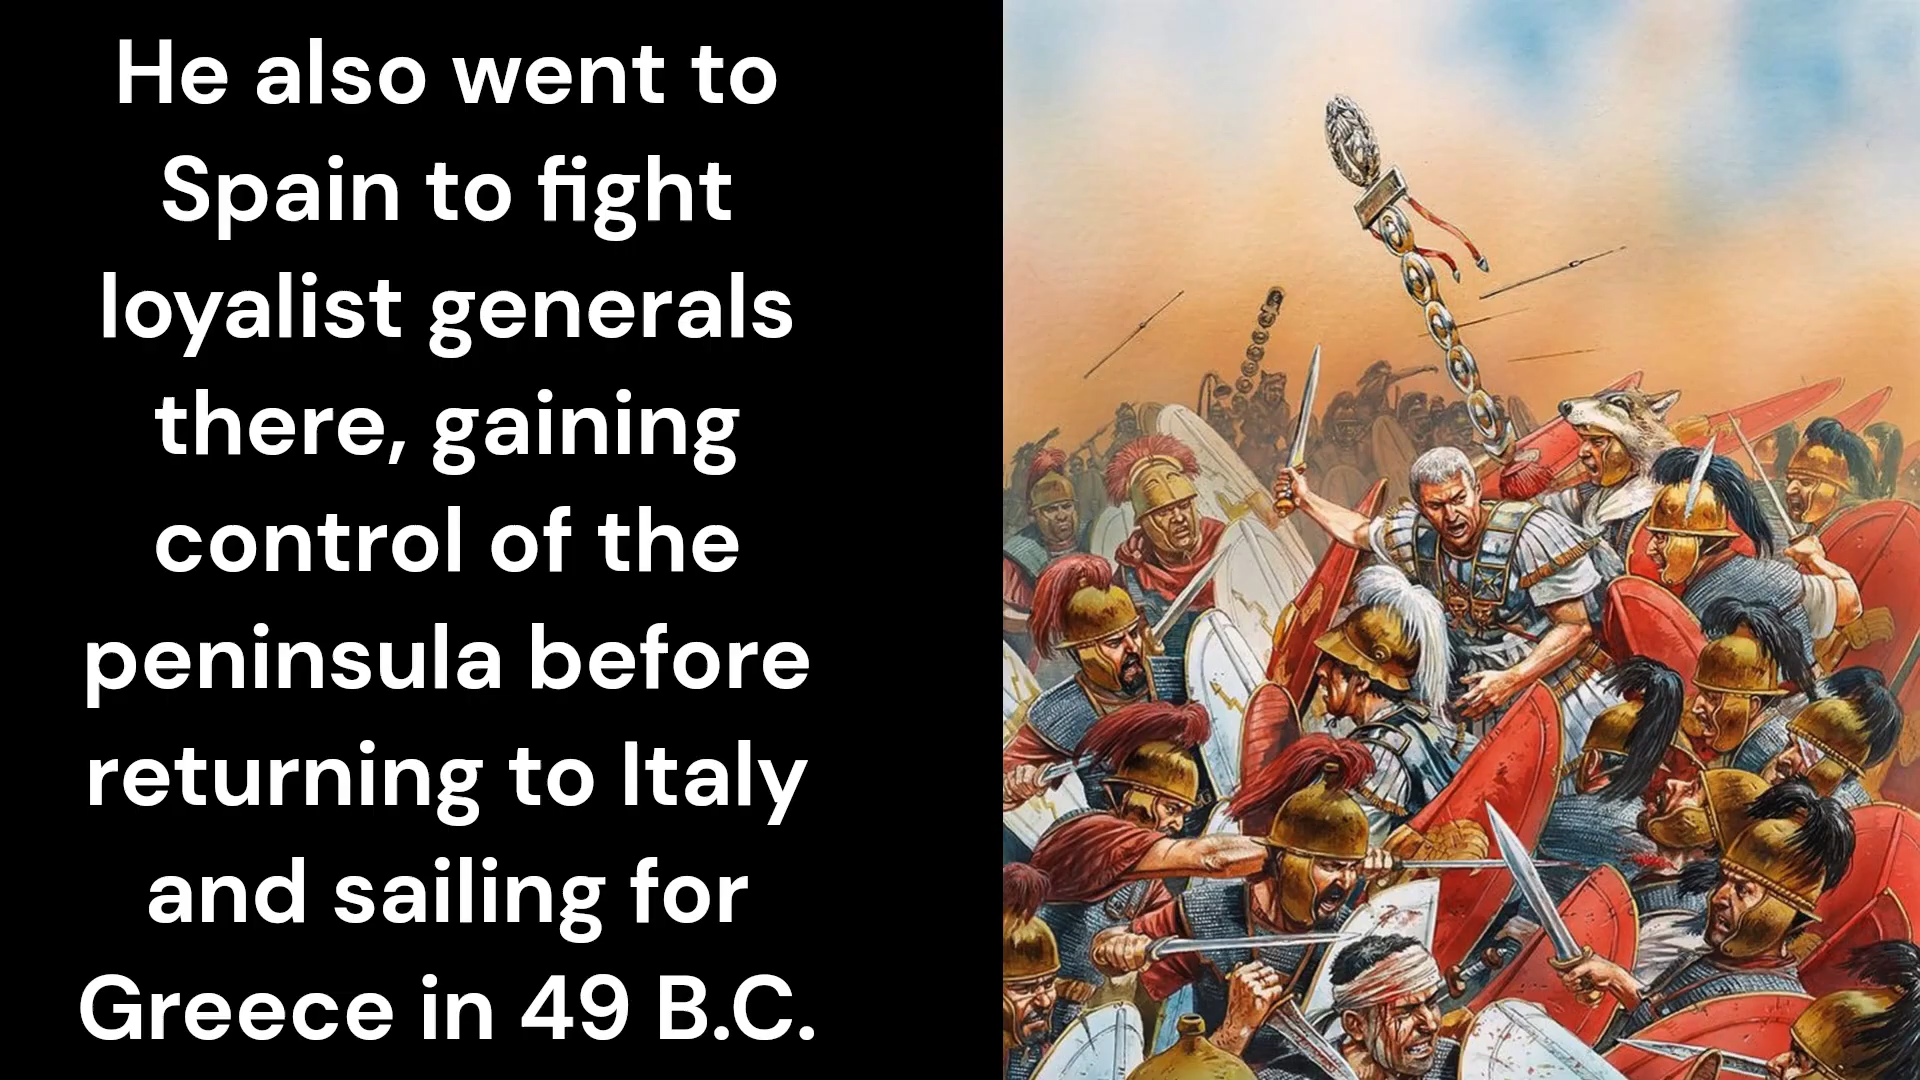 He also went to
Spain to fight
loyalist generals
there, gaining
control of the
peninsula before
returning to Italy
and sailing for
Greece in 49 B.C.